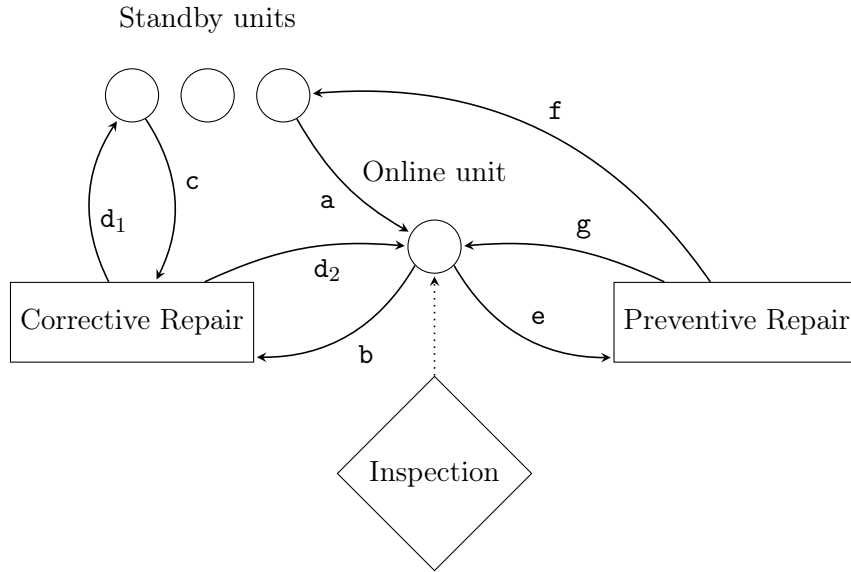 Standby units
f
c
Online unit
a
d₁
g
d₂
Corrective Repair
e
Preventive Repair
b
Inspection